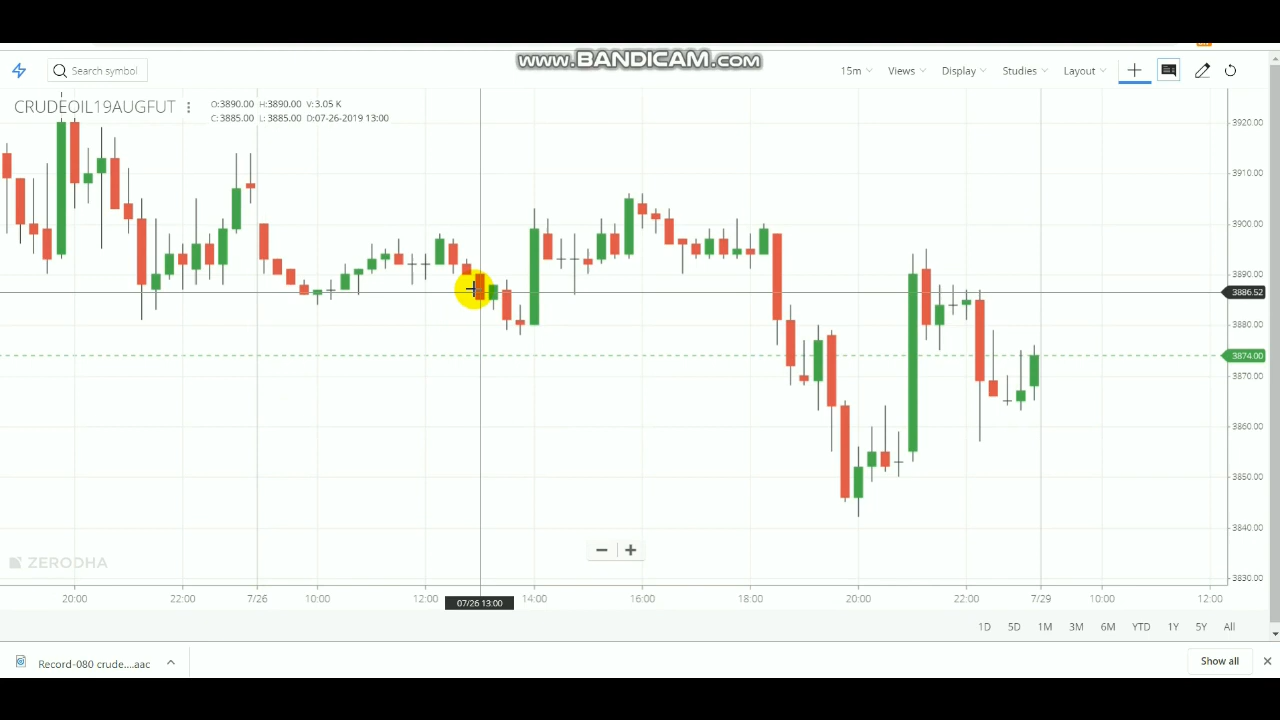 www.BANDICAM.com
Search symbol
15m Views Display Studies Layout
CRUDEOIL19AUGFUT
O:3890.00 H:3890.00 V:3.05 K
C:3885.00 L:3885.00 D:07-26-2019 13:00
3920.00
3910.00
3900.00
3890.00
3886.52
3880.00
3874.00
3870.00
3860.00
3850.00
3840.00
3830.00
ZERODHA
20:00 22:00 7/26 10:00 12:00 07/26 13:00 14:00 16:00 18:00 20:00 22:00 7/29 10:00 12:00
1D 5D 1M 3M 6M YTD 1Y 5Y All
Record-080 crude....aac
Show all